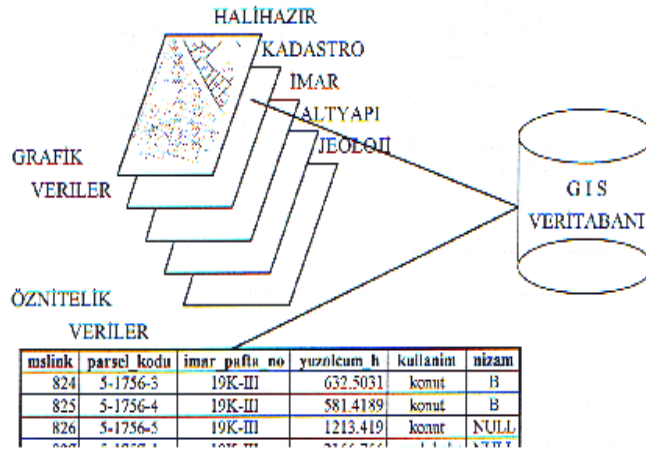 HALİHAZIR
KADASTRO
İMAR
ALTYAPI
JEOLOJİ
GRAFİK
VERİLER
GIS
VERİTABANI
ÖZNİTELİK
VERİLER
mslink parsel_kodu imar_pafta_no yuzolcum_h kullanim nizam
824 5-1756-3 19K-III 632.5031 konut B
825 5-1756-4 19K-III 581.4189 konut B
826 5-1756-5 19K-III 1213.419 konut NULL